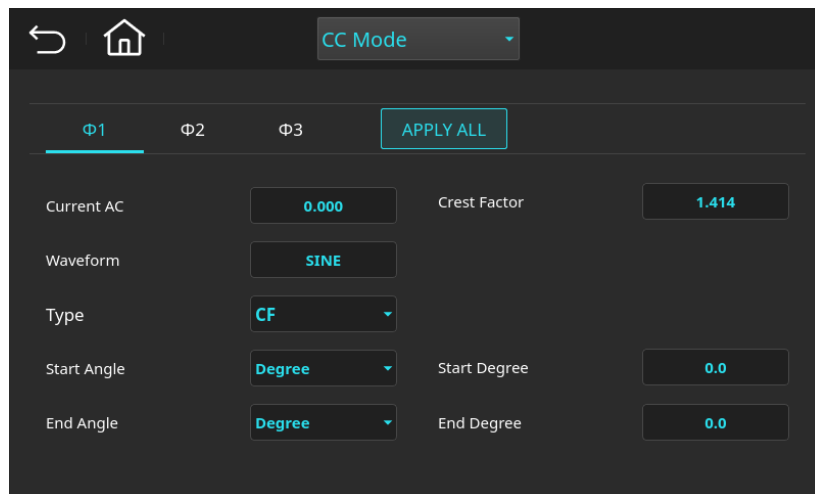 CC Mode
Φ1 Φ2 Φ3 APPLY ALL
Current AC 0.000 Crest Factor 1.414
Waveform SINE
Type CF
Start Angle Degree Start Degree 0.0
End Angle Degree End Degree 0.0